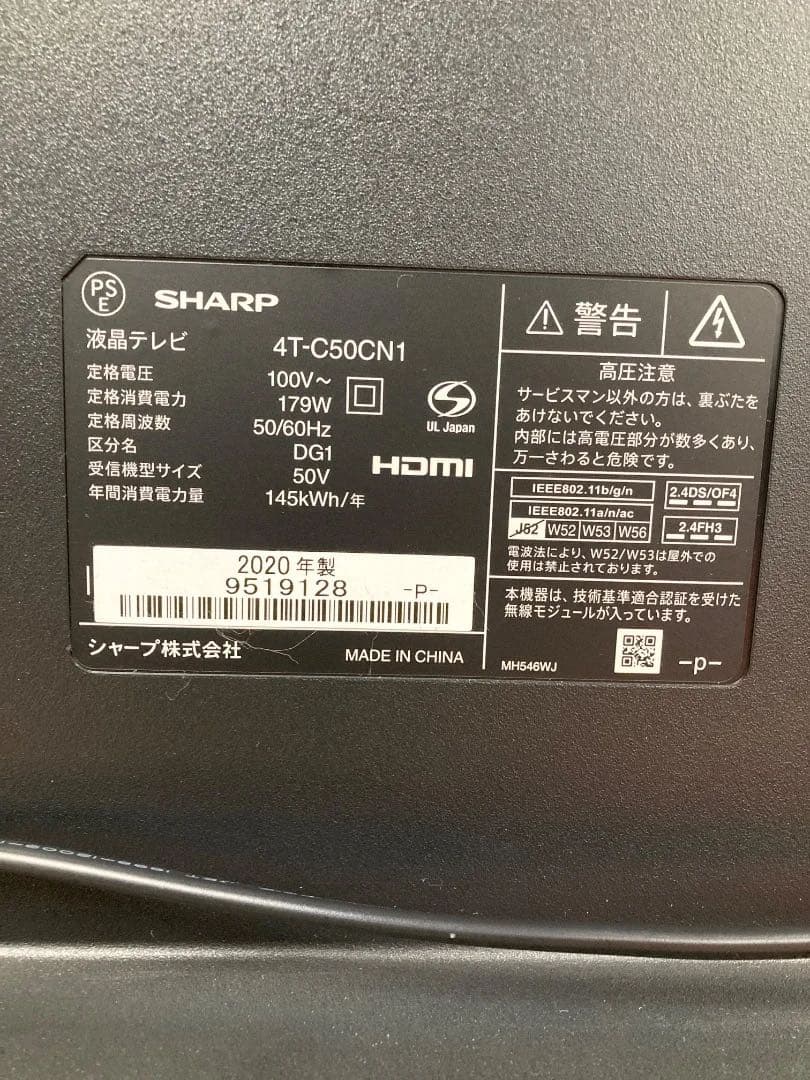 PSE
SHARP
液晶テレビ 4T-C50CN1
定格電圧 100V～
定格消費電力 179W
定格周波数 50/60Hz
区分名 DG1
受信機型サイズ 50V
年間消費電力量 145kWh/年
S
UL Japan
HDMI
2020年製
9519128 -P-
シャープ株式会社 MADE IN CHINA
警告
高圧注意
サービスマン以外の方は、裏ぶたを
あけないでください。
内部には高電圧部分が数多くあり、
万一さわると危険です。
IEEE802.11b/g/n 2.4DS/OF4
IEEE802.11a/n/ac
J52 W52 W53 W56 2.4FH3
電波法により、W52/W53は屋外での
使用は禁止されております。
本機器は、技術基準適合認証を受けた
無線モジュールが入っています。
MH546WJ -p-